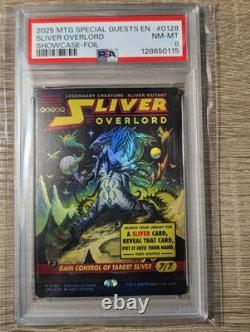 2025 MTG SPECIAL GUESTS EN #0128
SLIVER OVERLORD NM-MT
SHOWCASE-FOIL PSA 8
128650115
LEGENDARY CREATURE SLIVER MUTANT
SLIVER
OVERLORD
SEARCH YOUR LIBRARY FOR
A SLIVER CARD,
REVEAL THAT CARD,
PUT IT INTO YOUR HAND,
THEN SHUFFLE
GAIN CONTROL OF TARGET SLIVER 7/7